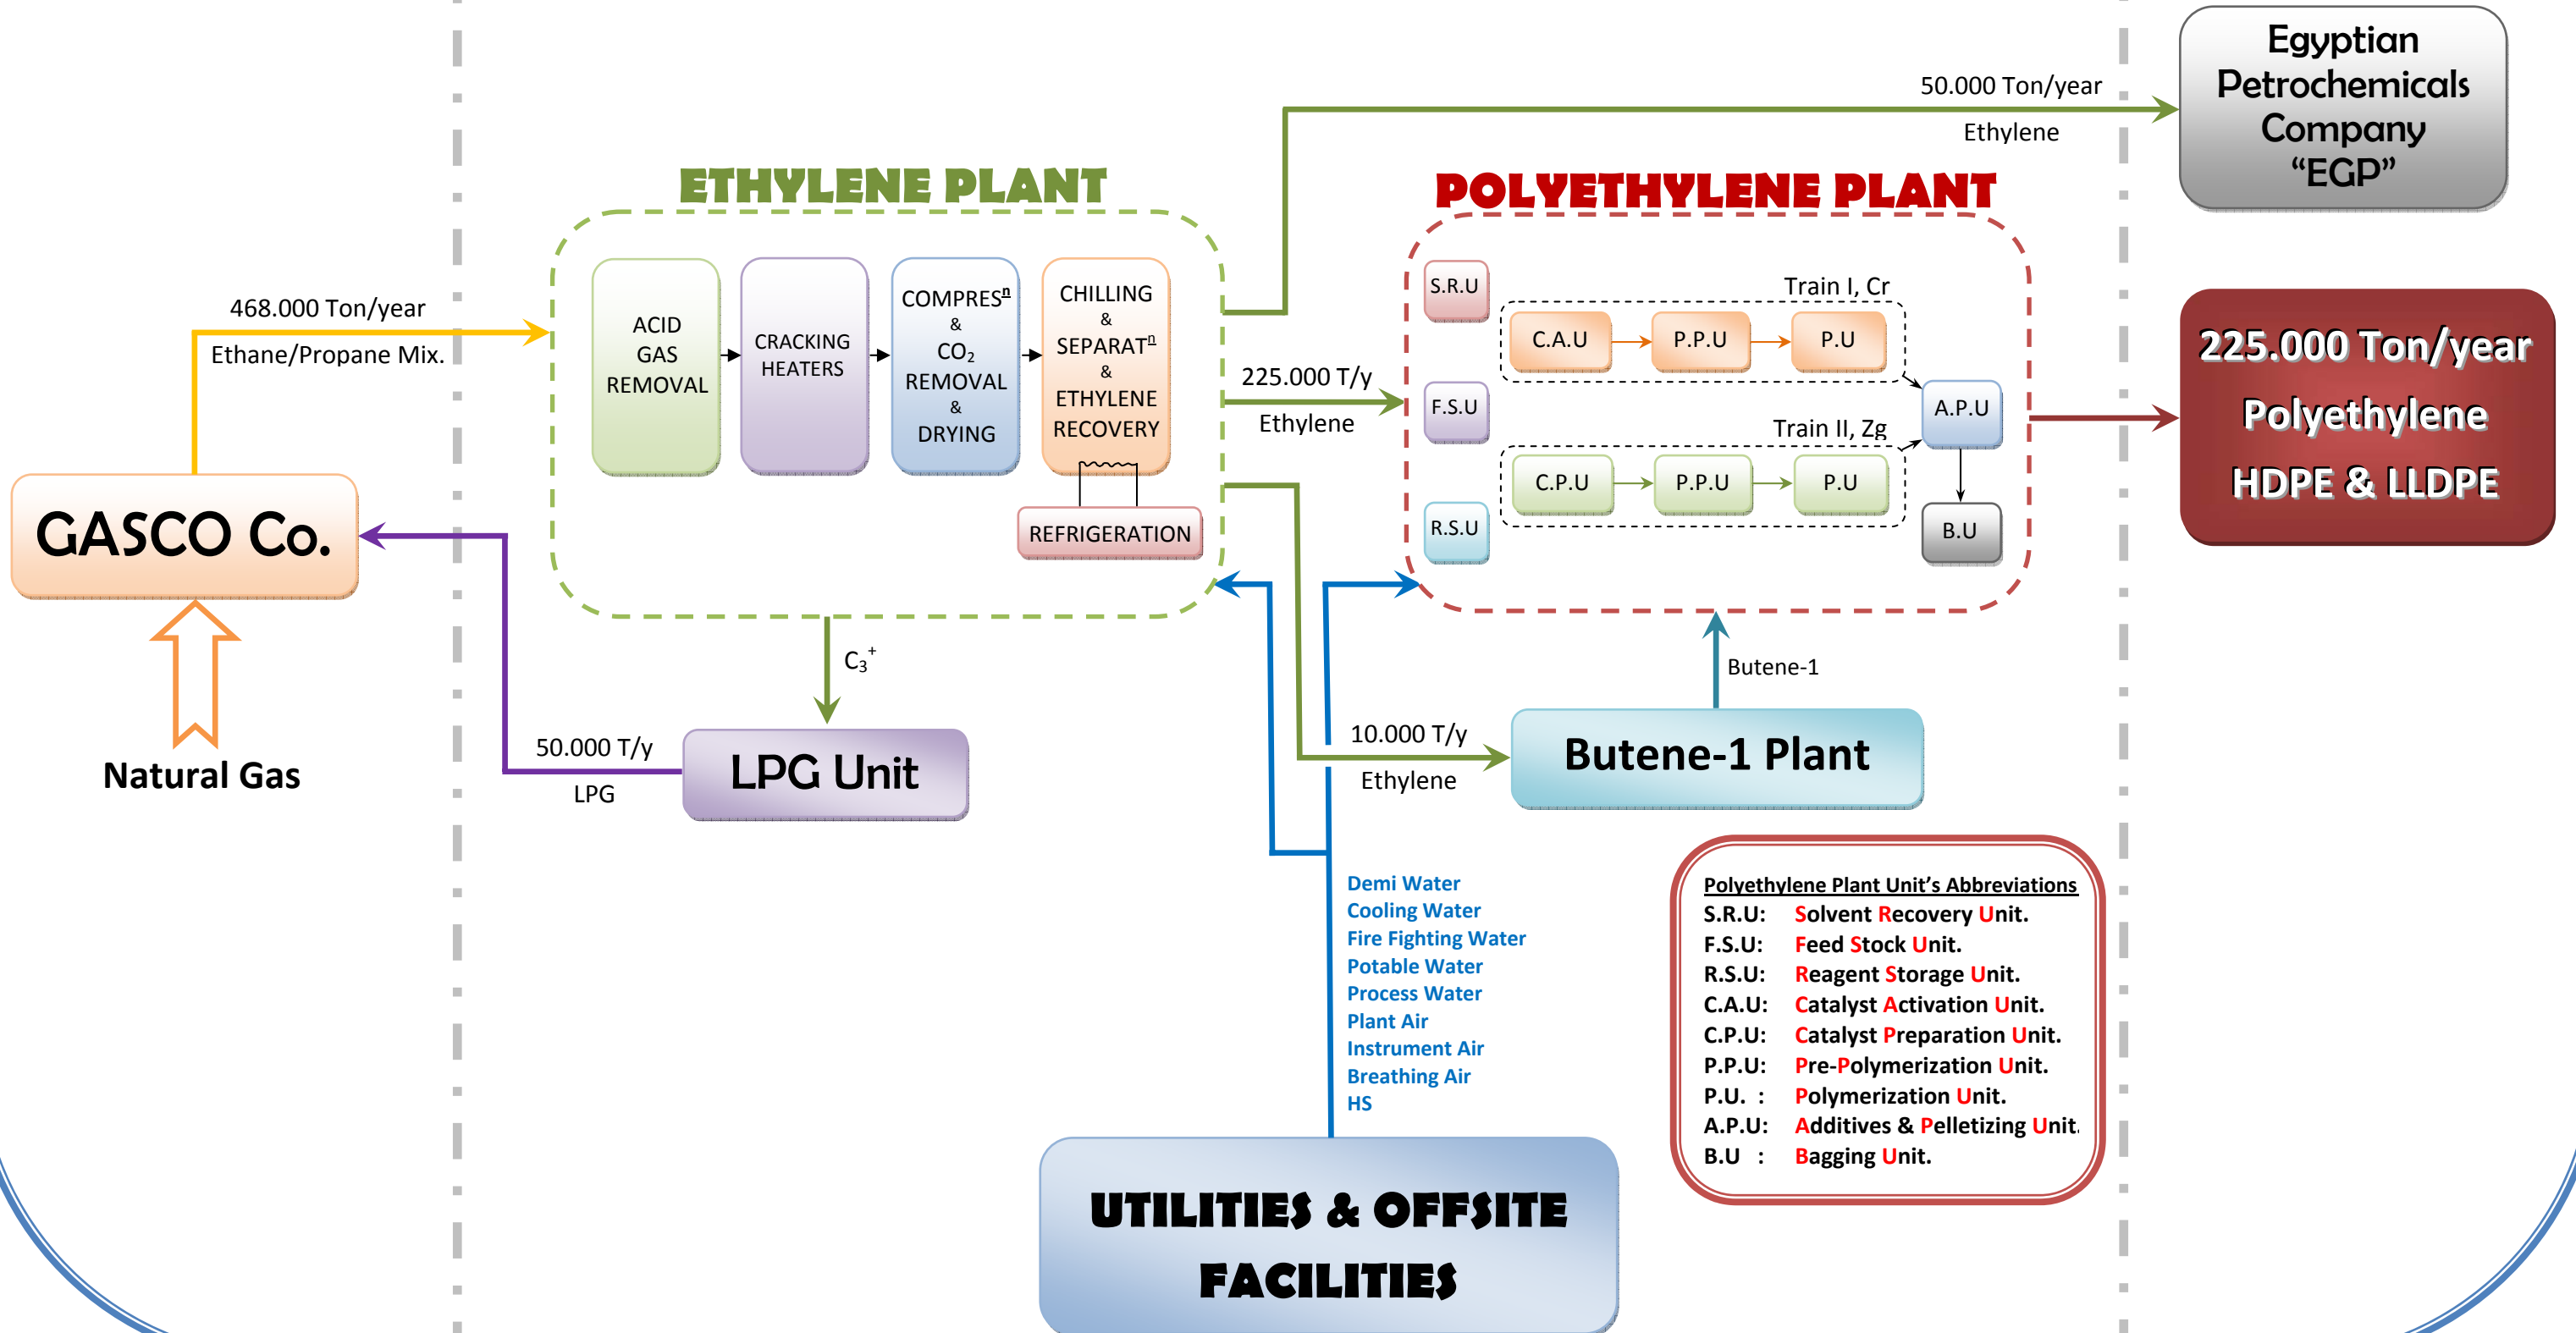 50.000 Ton/year
Ethylene
Egyptian
Petrochemicals
Company
“EGP”
ETHYLENE PLANT
POLYETHYLENE PLANT
468.000 Ton/year
Ethane/Propane Mix.
ACID
GAS
REMOVAL
CRACKING
HEATERS
COMPRESⁿ
&
CO₂
REMOVAL
&
DRYING
CHILLING
&
SEPARATⁿ
&
ETHYLENE
RECOVERY
REFRIGERATION
225.000 T/y
Ethylene
S.R.U
F.S.U
R.S.U
Train I, Cr
C.A.U
P.P.U
P.U
Train II, Zg
C.P.U
P.P.U
P.U
A.P.U
B.U
225.000 Ton/year
Polyethylene
HDPE & LLDPE
GASCO Co.
Natural Gas
C₃⁺
50.000 T/y
LPG
LPG Unit
10.000 T/y
Ethylene
Butene-1
Butene-1 Plant
Demi Water
Cooling Water
Fire Fighting Water
Potable Water
Process Water
Plant Air
Instrument Air
Breathing Air
HS
Polyethylene Plant Unit’s Abbreviations
S.R.U: Solvent Recovery Unit.
F.S.U: Feed Stock Unit.
R.S.U: Reagent Storage Unit.
C.A.U: Catalyst Activation Unit.
C.P.U: Catalyst Preparation Unit.
P.P.U: Pre-Polymerization Unit.
P.U. : Polymerization Unit.
A.P.U: Additives & Pelletizing Unit.
B.U : Bagging Unit.
UTILITIES & OFFSITE
FACILITIES